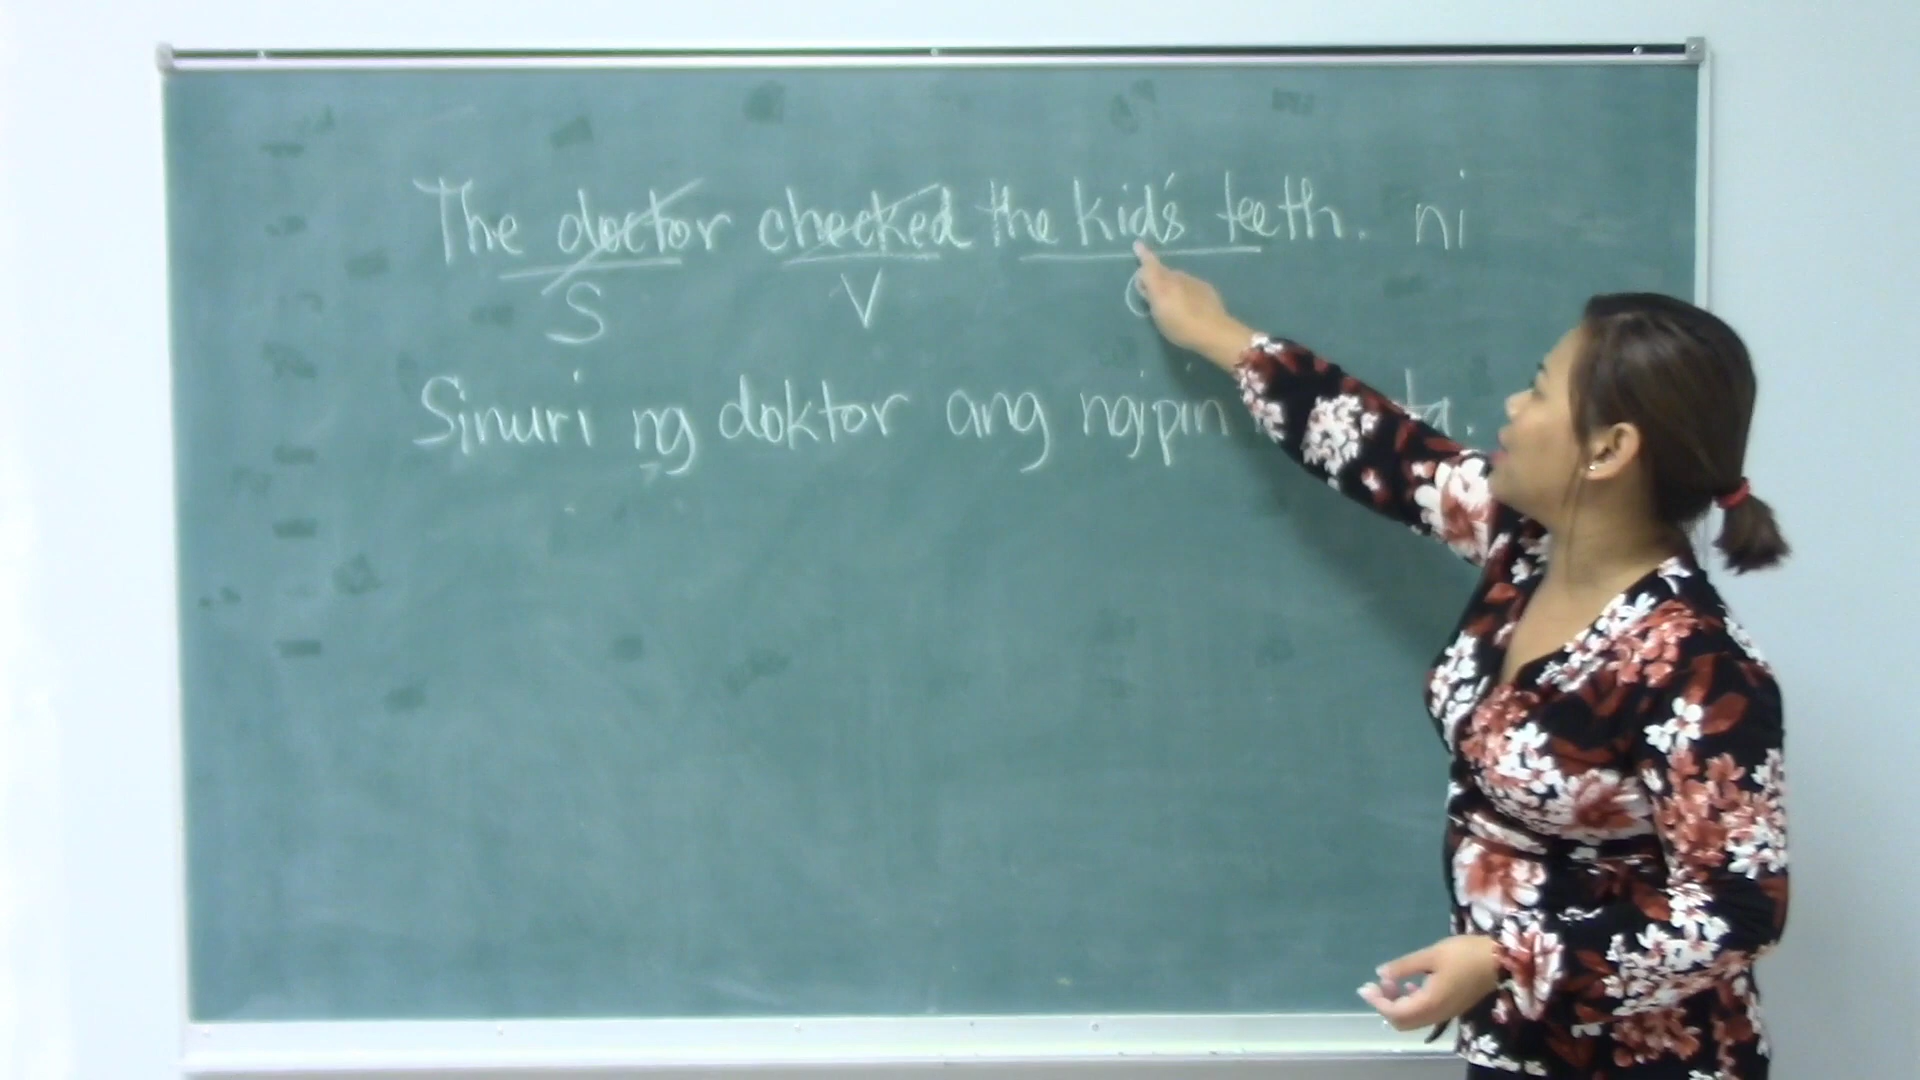 The doctor checked the kid's teeth. ni
S V
Sinuri ng doktor ang ngipin